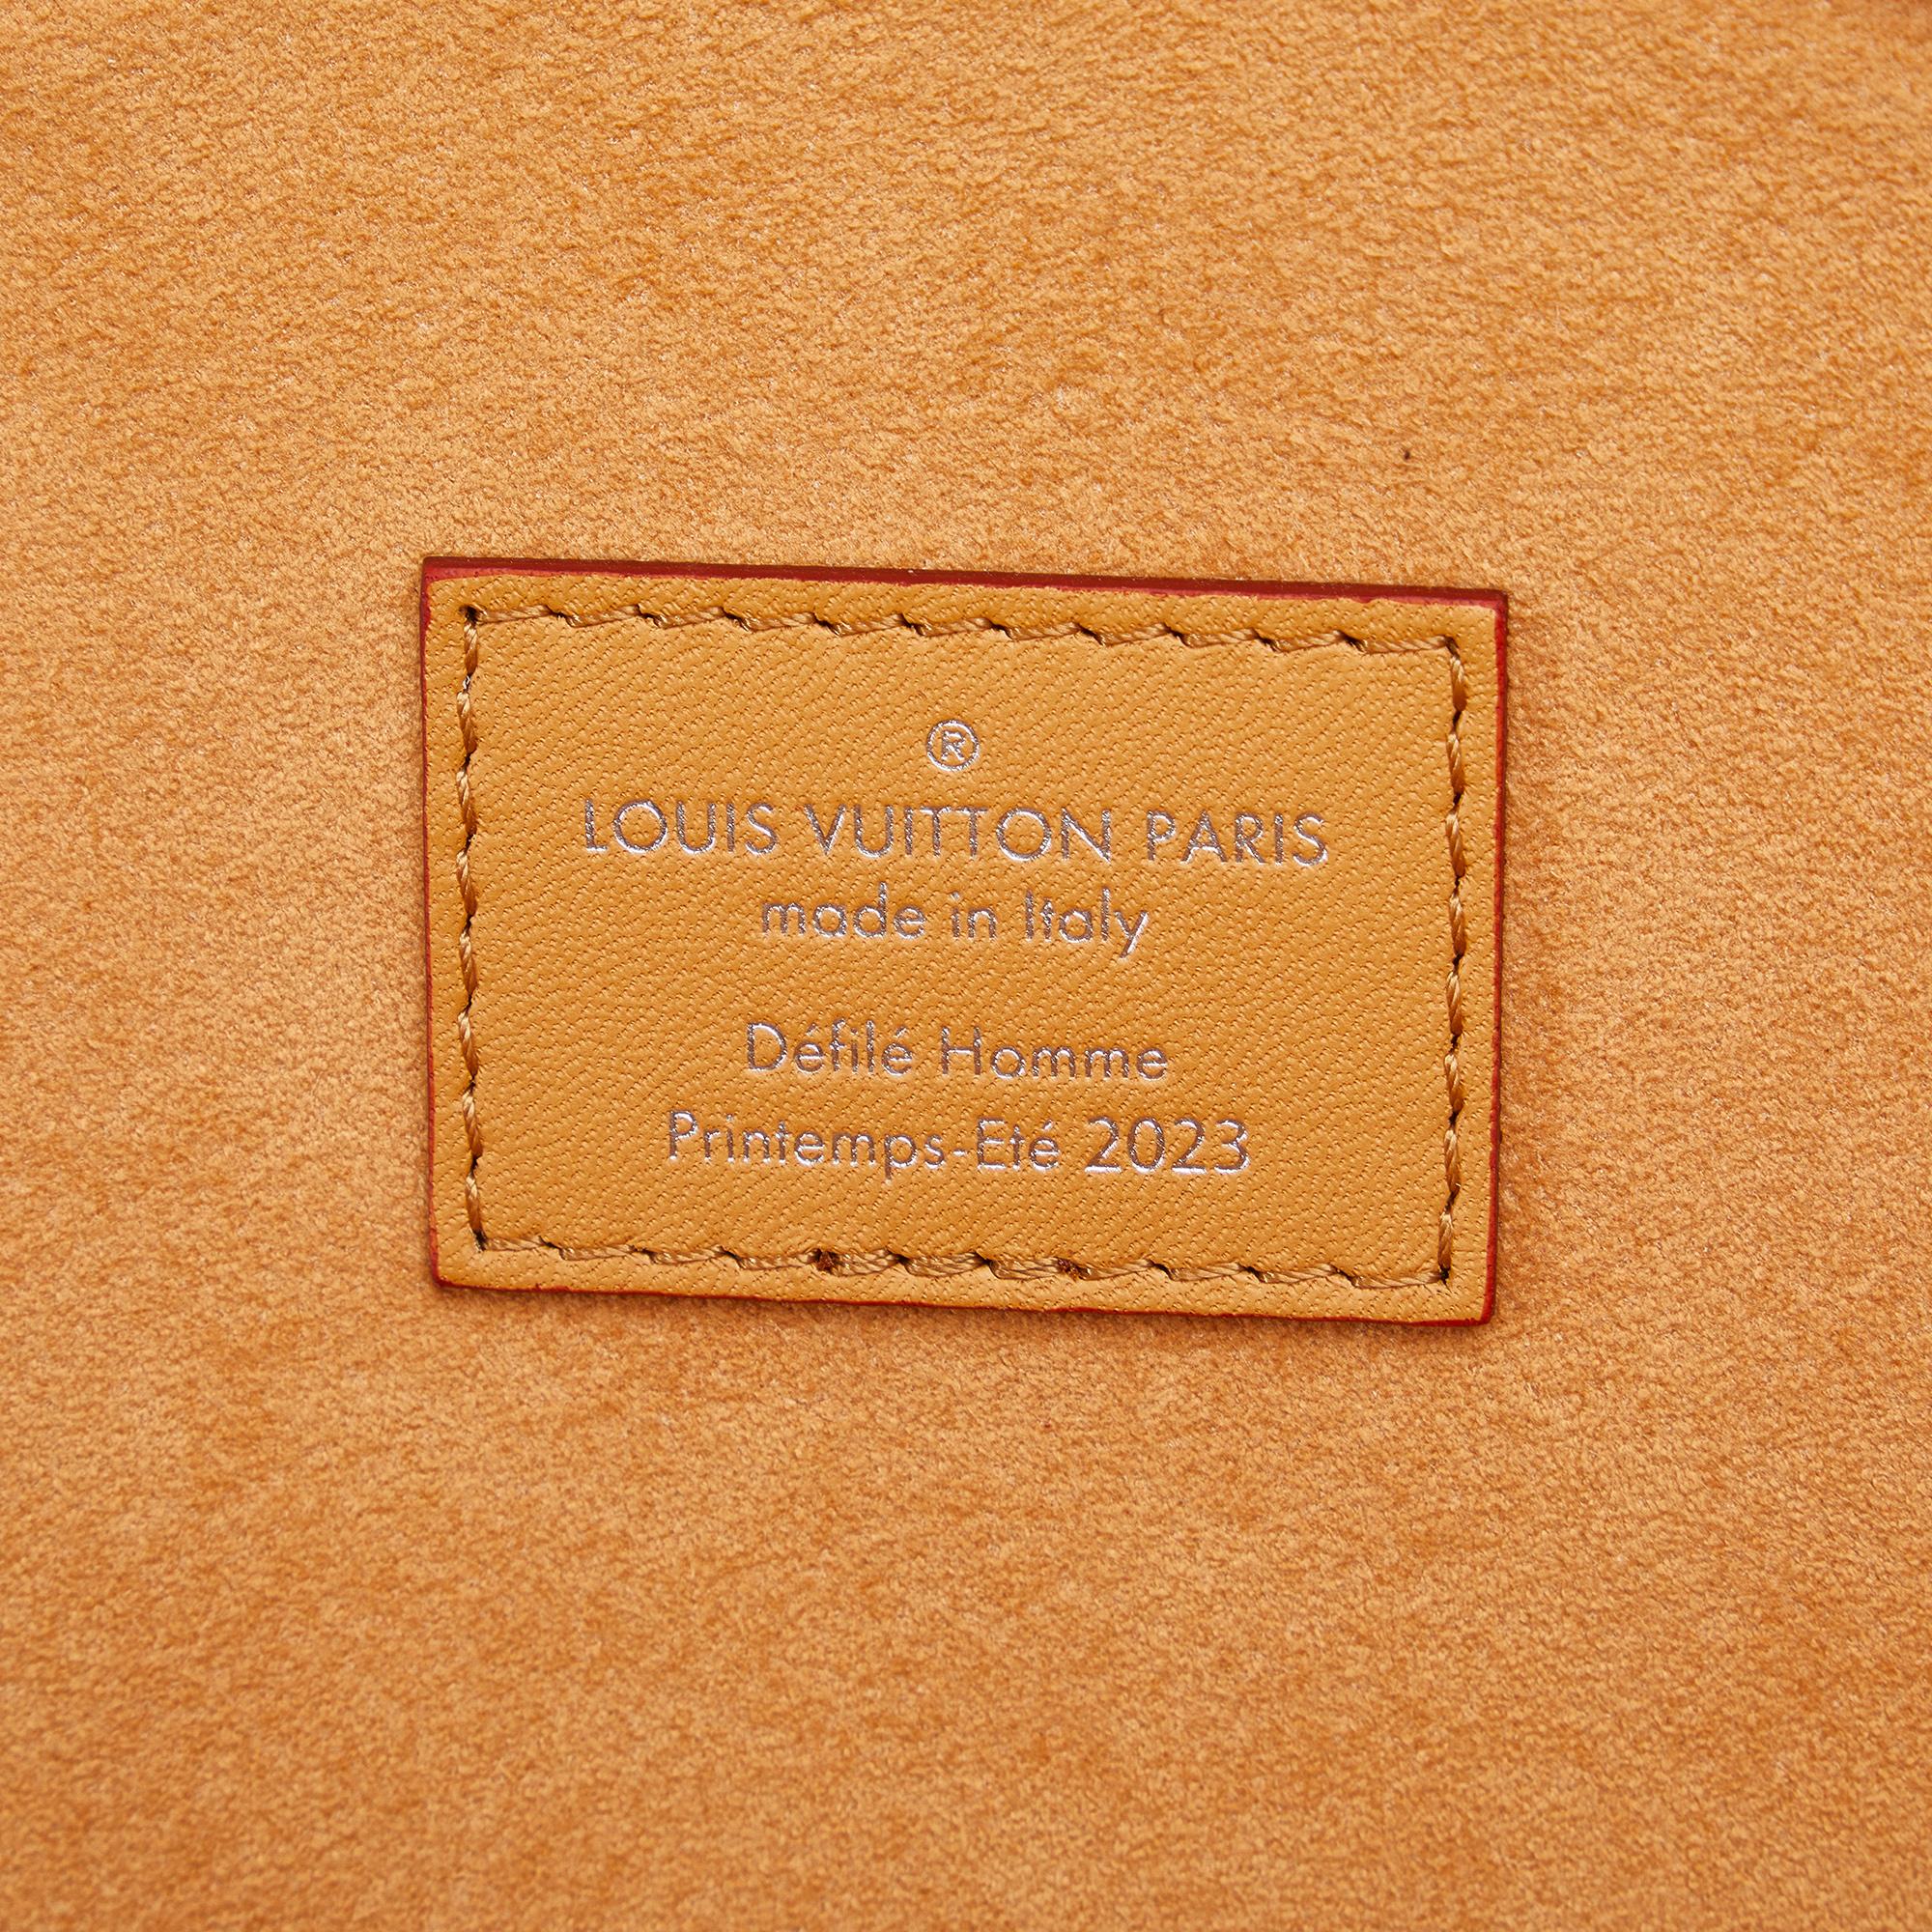 ®
LOUIS VUITTON PARIS
made in Italy
Défilé Homme
Printemps-Eté 2023